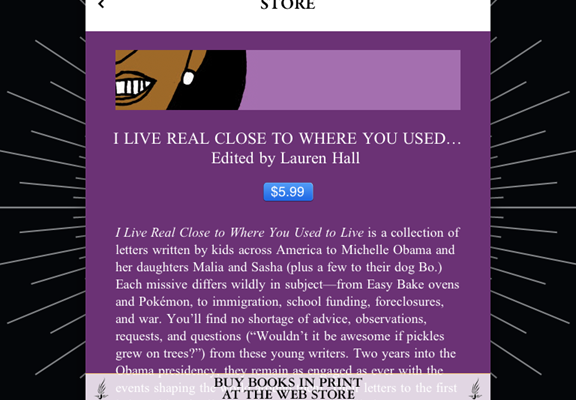 STORE
I LIVE REAL CLOSE TO WHERE YOU USED…
Edited by Lauren Hall
$5.99
I Live Real Close to Where You Used to Live is a collection of
letters written by kids across America to Michelle Obama and
her daughters Malia and Sasha (plus a few to their dog Bo.)
Each missive differs wildly in subject—from Easy Bake ovens
and Pokémon, to immigration, school funding, foreclosures,
and war. You’ll find no shortage of advice, observations,
requests, and questions (“Wouldn’t it be awesome if pickles
grew on trees?”) from these young writers. Two years into the
Obama presidency, they remain as engaged as ever with the
events shaping the letters to the first
BUY BOOKS IN PRINT
AT THE WEB STORE